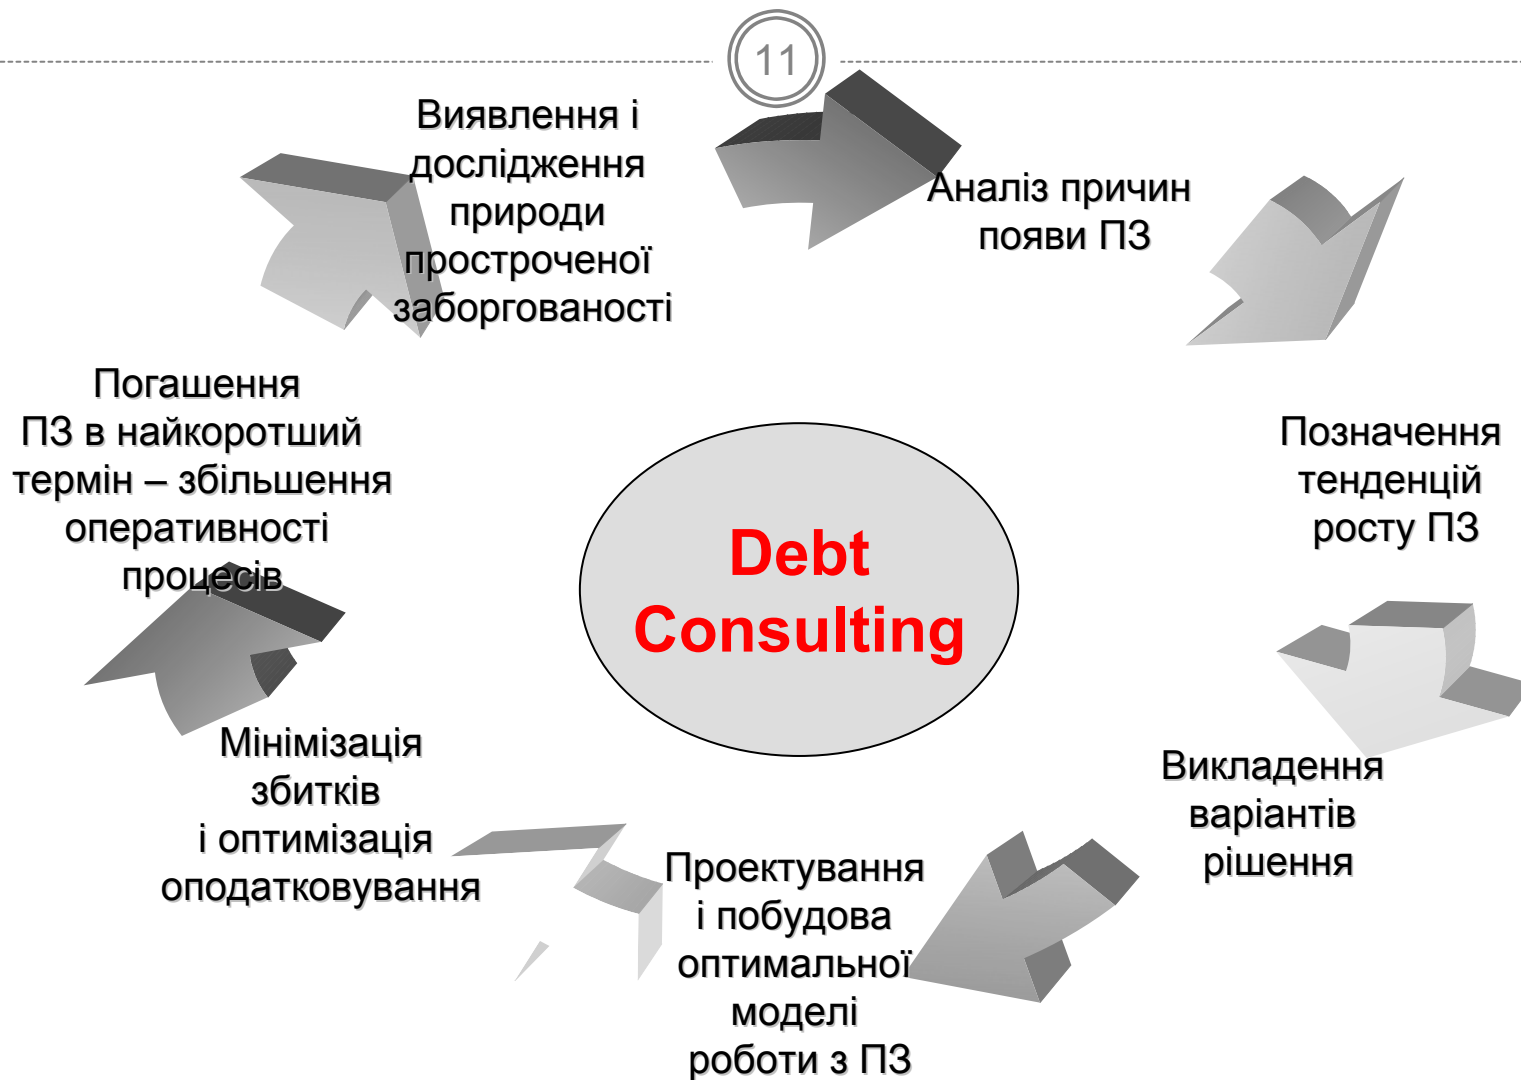 11
Виявлення і
дослідження
природи
простроченої
заборгованості
Аналіз причин
появи ПЗ
Позначення
тенденцій
росту ПЗ
Викладення
варіантів
рішення
Проектування
і побудова
оптимальної
моделі
роботи з ПЗ
Мінімізація
збитків
і оптимізація
оподатковування
Погашення
ПЗ в найкоротший
термін – збільшення
оперативності
процесів
Debt
Consulting